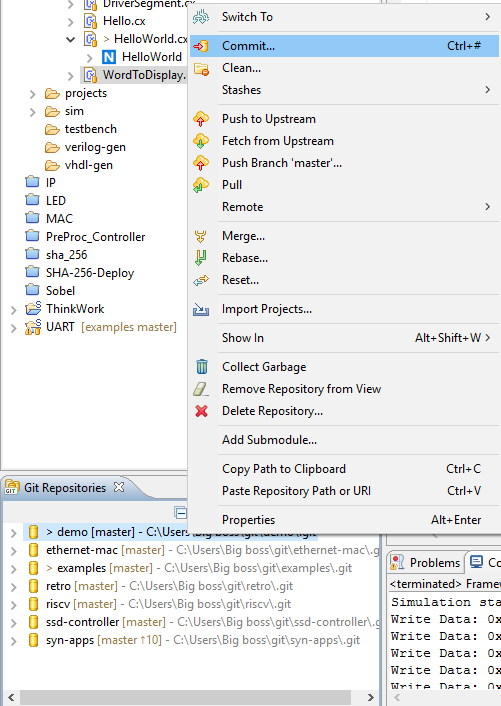 DriverSegment.cx
Hello.cx
> HelloWorld.cx
N HelloWorld
WordToDisplay.
projects
sim
testbench
verilog-gen
vhdl-gen
IP
LED
MAC
PreProc_Controller
sha_256
SHA-256-Deploy
Sobel
ThinkWork
UART [examples master]
Switch To
Commit... Ctrl+#
Clean...
Stashes
Push to Upstream
Fetch from Upstream
Push Branch 'master'...
Pull
Remote
Merge...
Rebase...
Reset...
Import Projects...
Show In Alt+Shift+W
Collect Garbage
Remove Repository from View
Delete Repository...
Add Submodule...
Copy Path to Clipboard Ctrl+C
Paste Repository Path or URI Ctrl+V
Properties Alt+Enter
GIT Git Repositories
> demo [master] - C:\Users\Big boss\git\demo\.git
ethernet-mac [master] - C:\Users\Big boss\git\ethernet-mac\.g
> examples [master] - C:\Users\Big boss\git\examples\.git
retro [master] - C:\Users\Big boss\git\retro\.git
riscv [master] - C:\Users\Big boss\git\riscv\.git
ssd-controller [master] - C:\Users\Big boss\git\ssd-controller\.g
syn-apps [master ↑10] - C:\Users\Big boss\git\syn-apps\.git
Problems Co
<terminated> Framew
Simulation sta
Write Data: 0x
Write Data: 0x
Write Data: 0x
Write Data: 0x
Write Data: 0x